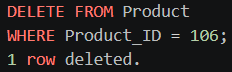 DELETE FROM Product
WHERE Product_ID = 106;
1 row deleted.